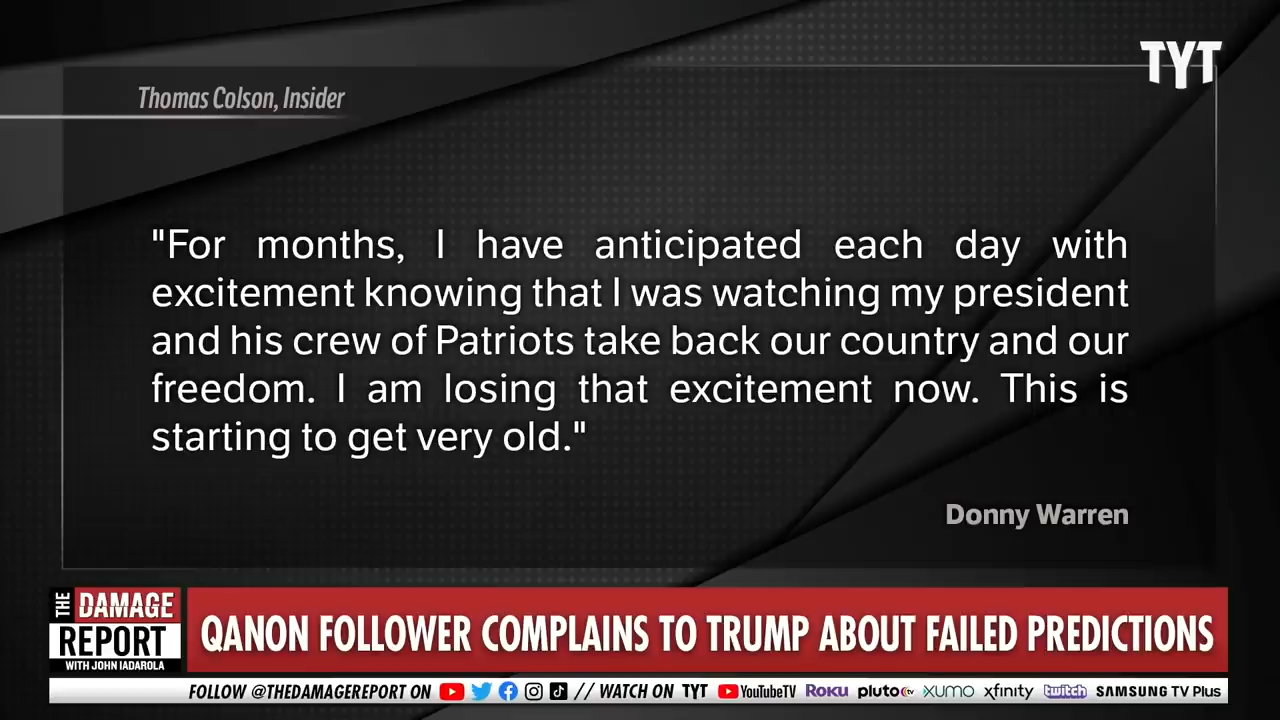 TYT
Thomas Colson, Insider
"For months, I have anticipated each day with
excitement knowing that I was watching my president
and his crew of Patriots take back our country and our
freedom. I am losing that excitement now. This is
starting to get very old."
Donny Warren
THE DAMAGE
REPORT
WITH JOHN IADAROLA
QANON FOLLOWER COMPLAINS TO TRUMP ABOUT FAILED PREDICTIONS
FOLLOW @THEDAMAGEREPORT ON // WATCH ON TYT YouTubeTV Roku pluto tv xumo xfinity twitch SAMSUNG TV Plus